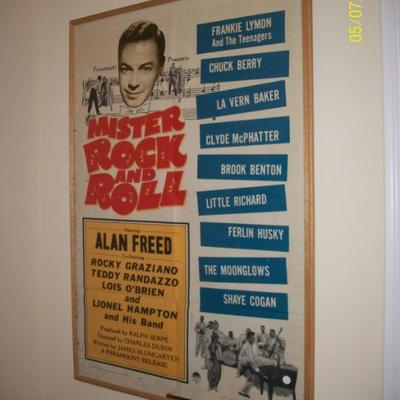 05/07
Paramount Presents
MISTER
ROCK
AND
ROLL
FRANKIE LYMON
And The Teenagers
CHUCK BERRY
LA VERN BAKER
CLYDE McPHATTER
BROOK BENTON
LITTLE RICHARD
FERLIN HUSKY
THE MOONGLOWS
SHAYE COGAN
Starring
ALAN FREED
Co-Starring
ROCKY GRAZIANO
TEDDY RANDAZZO
LOIS O'BRIEN
and
LIONEL HAMPTON
and His Band
Produced by RALPH SERPE
Directed by CHARLES DUBIN
Written by JAMES BLUMGARTEN
A PARAMOUNT RELEASE